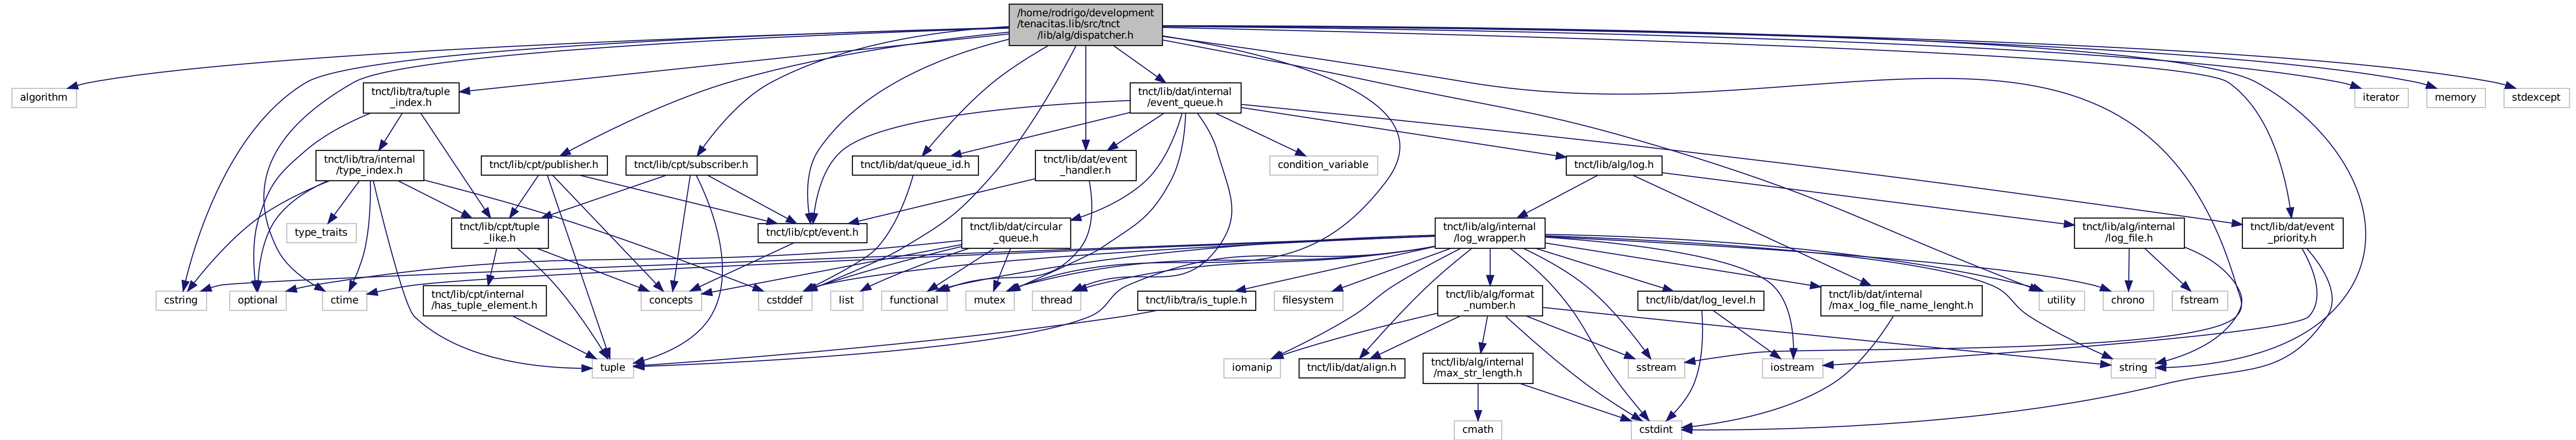 /home/rodrigo/development
/tenacitas.lib/src/tnct
/lib/alg/dispatcher.h
algorithm
tnct/lib/tra/tuple
_index.h
tnct/lib/dat/internal
/event_queue.h
iterator
memory
stdexcept
tnct/lib/tra/internal
/type_index.h
tnct/lib/cpt/publisher.h
tnct/lib/cpt/subscriber.h
tnct/lib/dat/queue_id.h
tnct/lib/dat/event
_handler.h
condition_variable
tnct/lib/alg/log.h
type_traits
tnct/lib/cpt/tuple
_like.h
tnct/lib/cpt/event.h
tnct/lib/dat/circular
_queue.h
tnct/lib/alg/internal
/log_wrapper.h
tnct/lib/alg/internal
/log_file.h
tnct/lib/dat/event
_priority.h
cstring
optional
ctime
tnct/lib/cpt/internal
/has_tuple_element.h
concepts
cstddef
list
functional
mutex
thread
tnct/lib/tra/is_tuple.h
filesystem
tnct/lib/alg/format
_number.h
tnct/lib/dat/log_level.h
tnct/lib/dat/internal
/max_log_file_name_lenght.h
utility
chrono
fstream
tuple
iomanip
tnct/lib/dat/align.h
tnct/lib/alg/internal
/max_str_length.h
sstream
iostream
string
cmath
cstdint